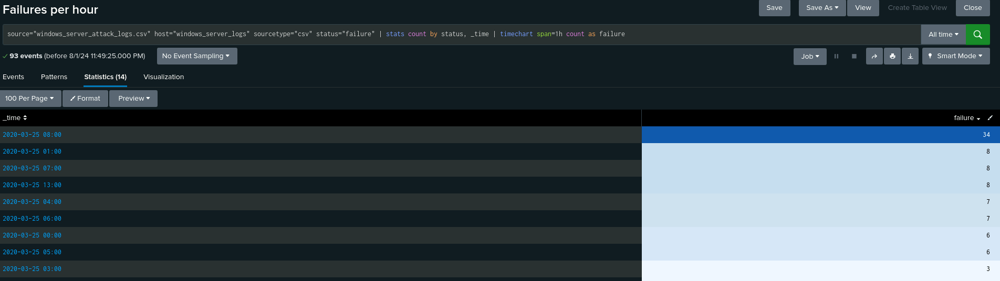 Failures per hour
Save Save As View Create Table View Close
source="windows_server_attack_logs.csv" host="windows_server_logs" sourcetype="csv" status="failure" | stats count by status, _time | timechart span=1h count as failure
All time
93 events (before 8/1/24 11:49:25.000 PM) No Event Sampling
Job Smart Mode
Events Patterns Statistics (14) Visualization
100 Per Page Format Preview
_time failure
2020-03-25 08:00 34
2020-03-25 01:00 8
2020-03-25 07:00 8
2020-03-25 13:00 8
2020-03-25 04:00 7
2020-03-25 06:00 7
2020-03-25 00:00 6
2020-03-25 05:00 6
2020-03-25 03:00 3